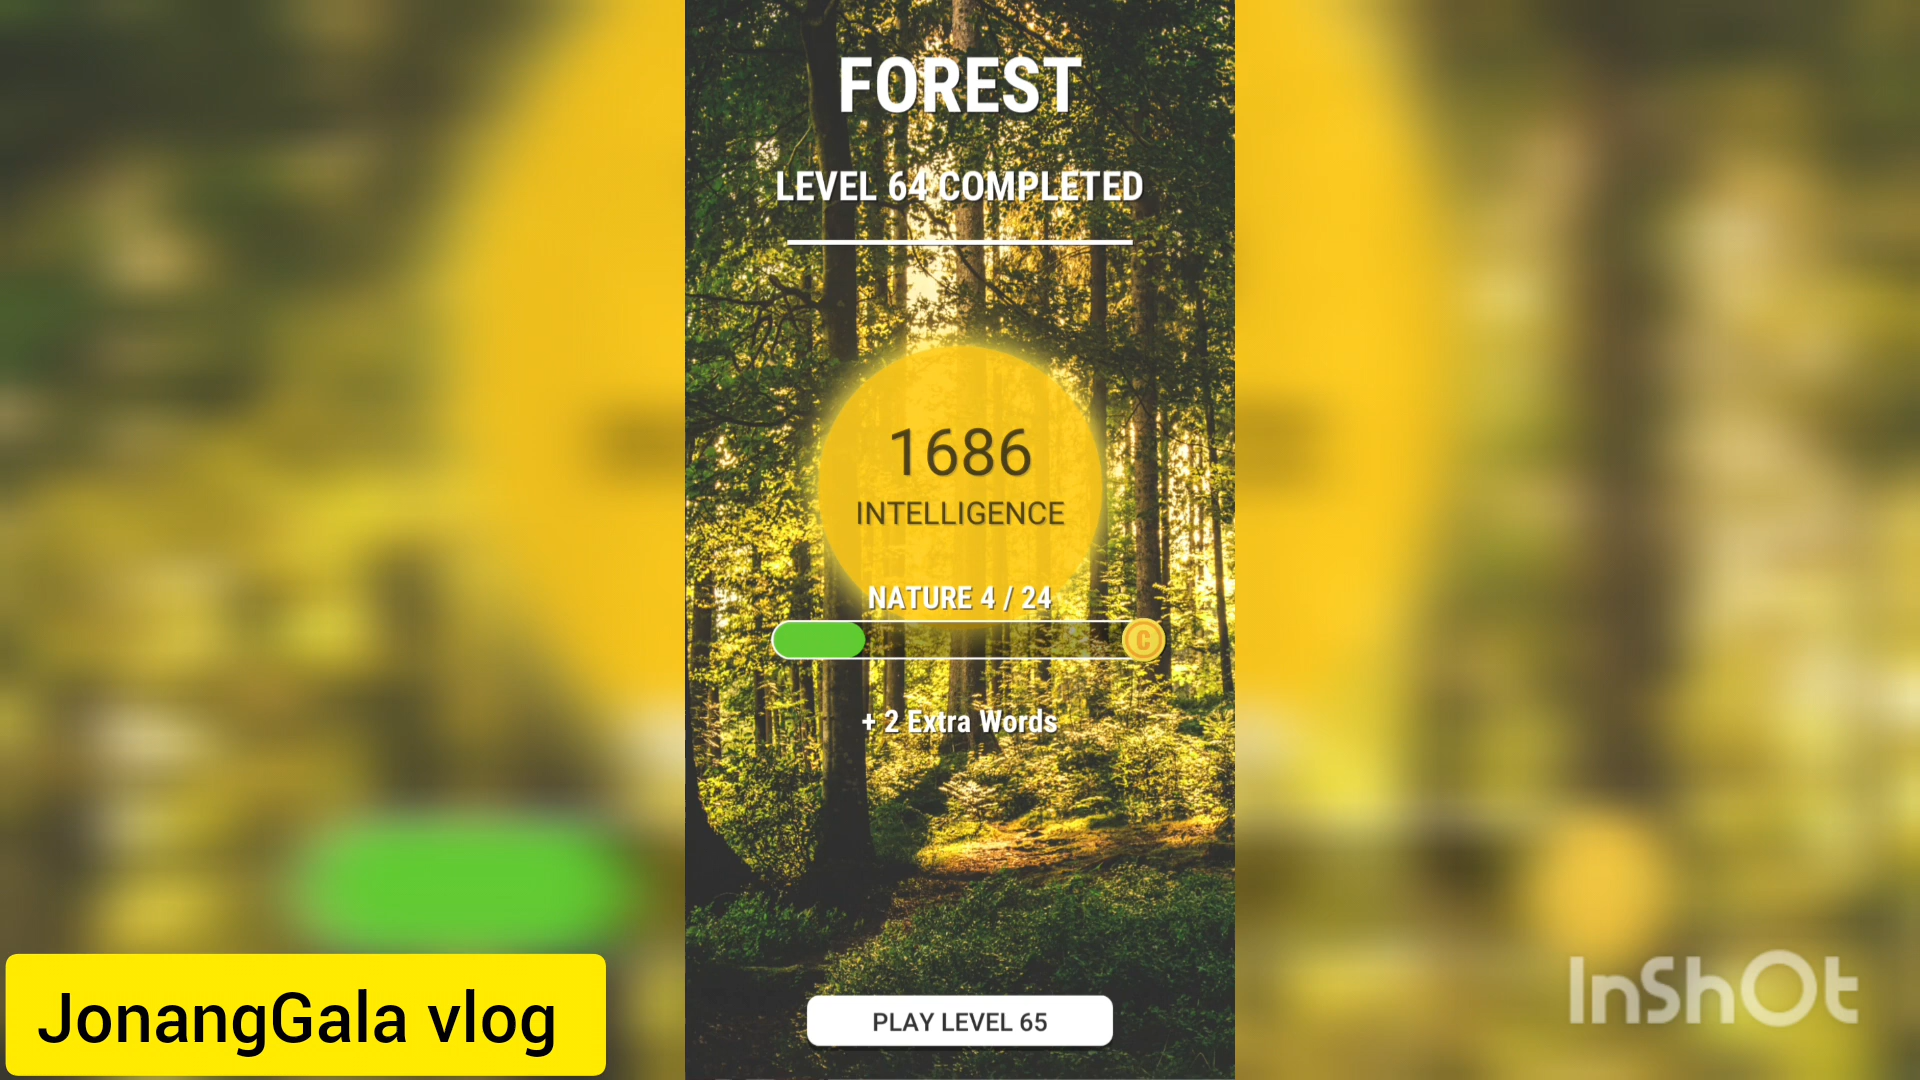 FOREST
LEVEL 64 COMPLETED
1686
INTELLIGENCE
NATURE 4 / 24
C
+ 2 Extra Words
PLAY LEVEL 65
JonangGala vlog
InShOt